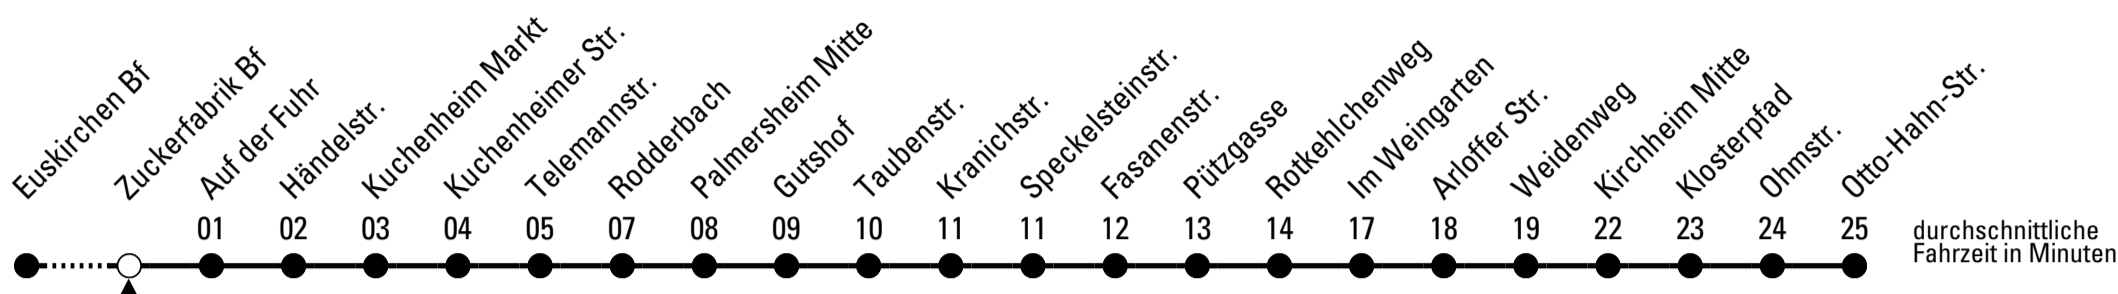 Euskirchen Bf
Zuckerfabrik Bf
Auf der Fuhr
Händelstr.
Kuchenheim Markt
Kuchenheimer Str.
Telemannstr.
Rodderbach
Palmersheim Mitte
Gutshof
Taubenstr.
Kranichstr.
Speckelsteinstr.
Fasanenstr.
Pützgasse
Rotkehlchenweg
Im Weingarten
Arloffer Str.
Weidenweg
Kirchheim Mitte
Klosterpfad
Ohmstr.
Otto-Hahn-Str.
01 02 03 04 05 07 08 09 10 11 11 12 13 14 17 18 19 22 23 24 25
durchschnittliche
Fahrzeit in Minuten